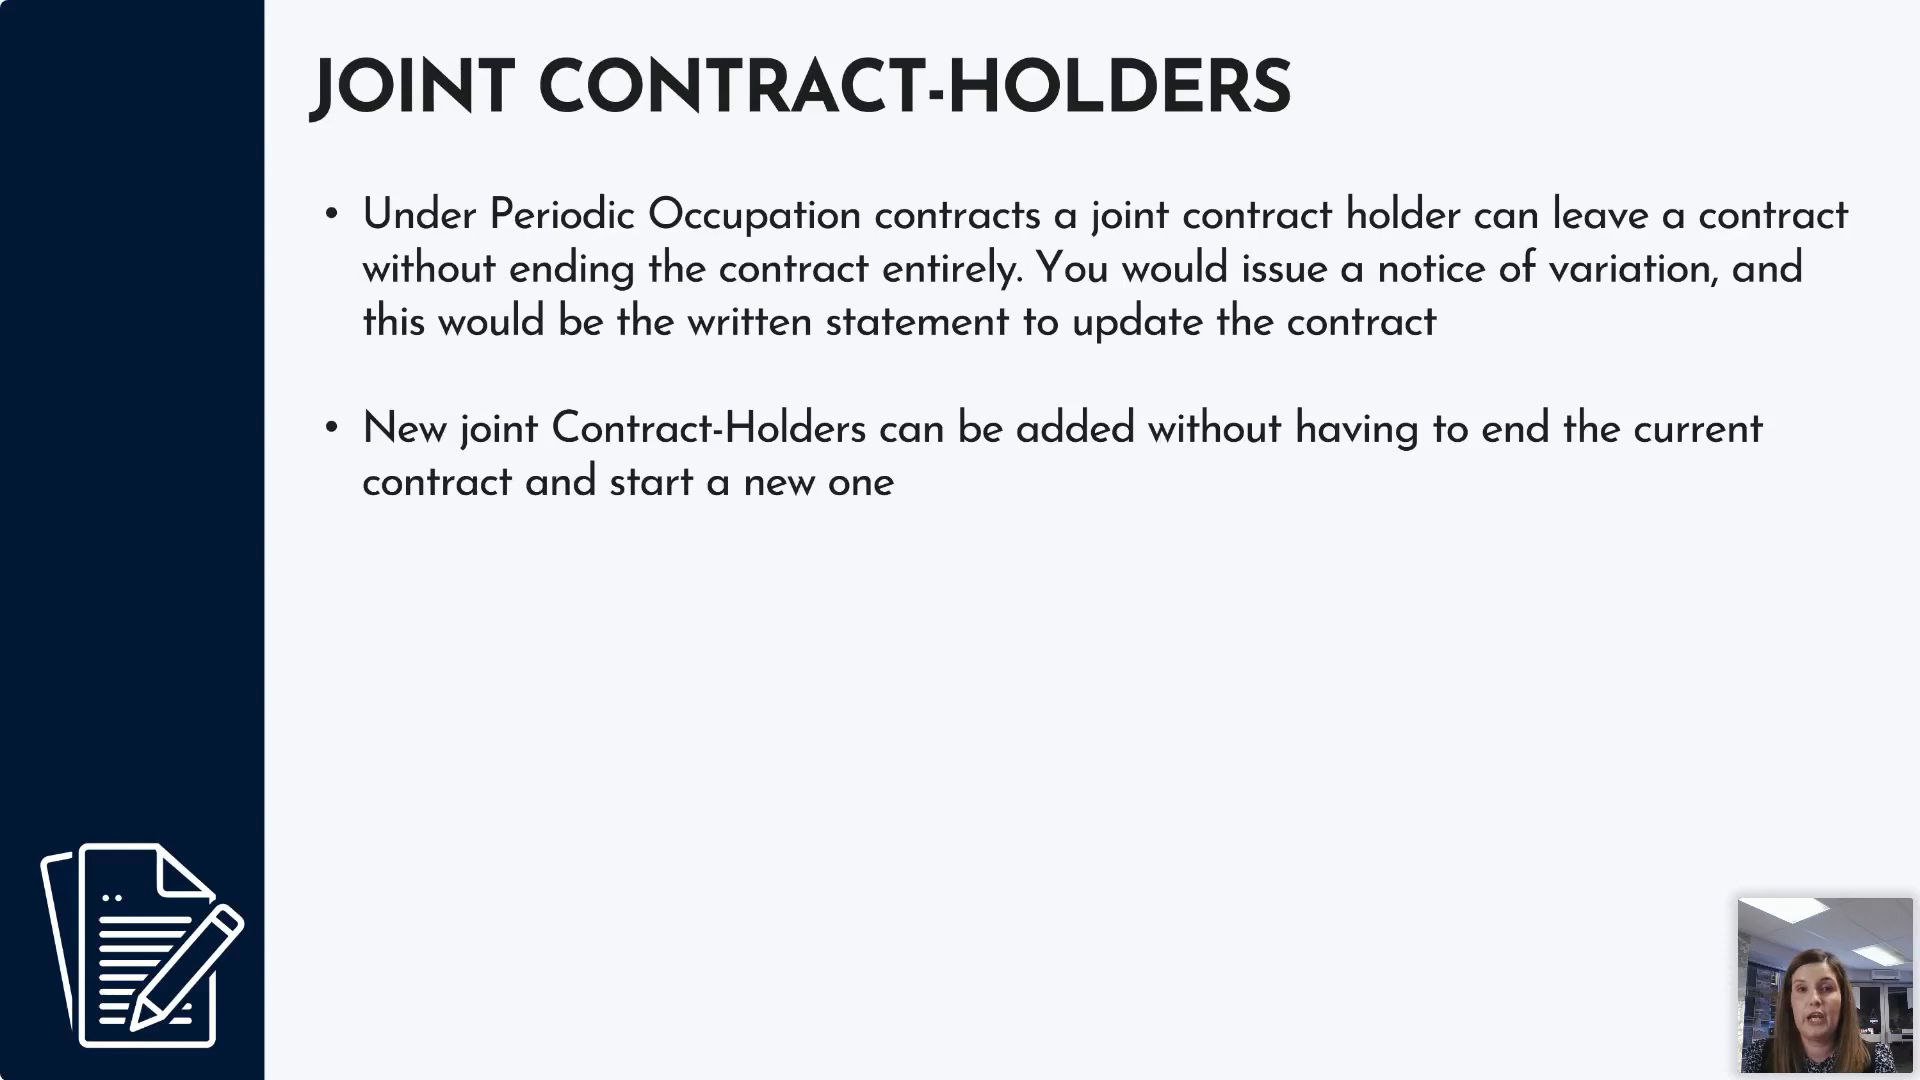 JOINT CONTRACT-HOLDERS
• Under Periodic Occupation contracts a joint contract holder can leave a contract
without ending the contract entirely. You would issue a notice of variation, and
this would be the written statement to update the contract
• New joint Contract-Holders can be added without having to end the current
contract and start a new one